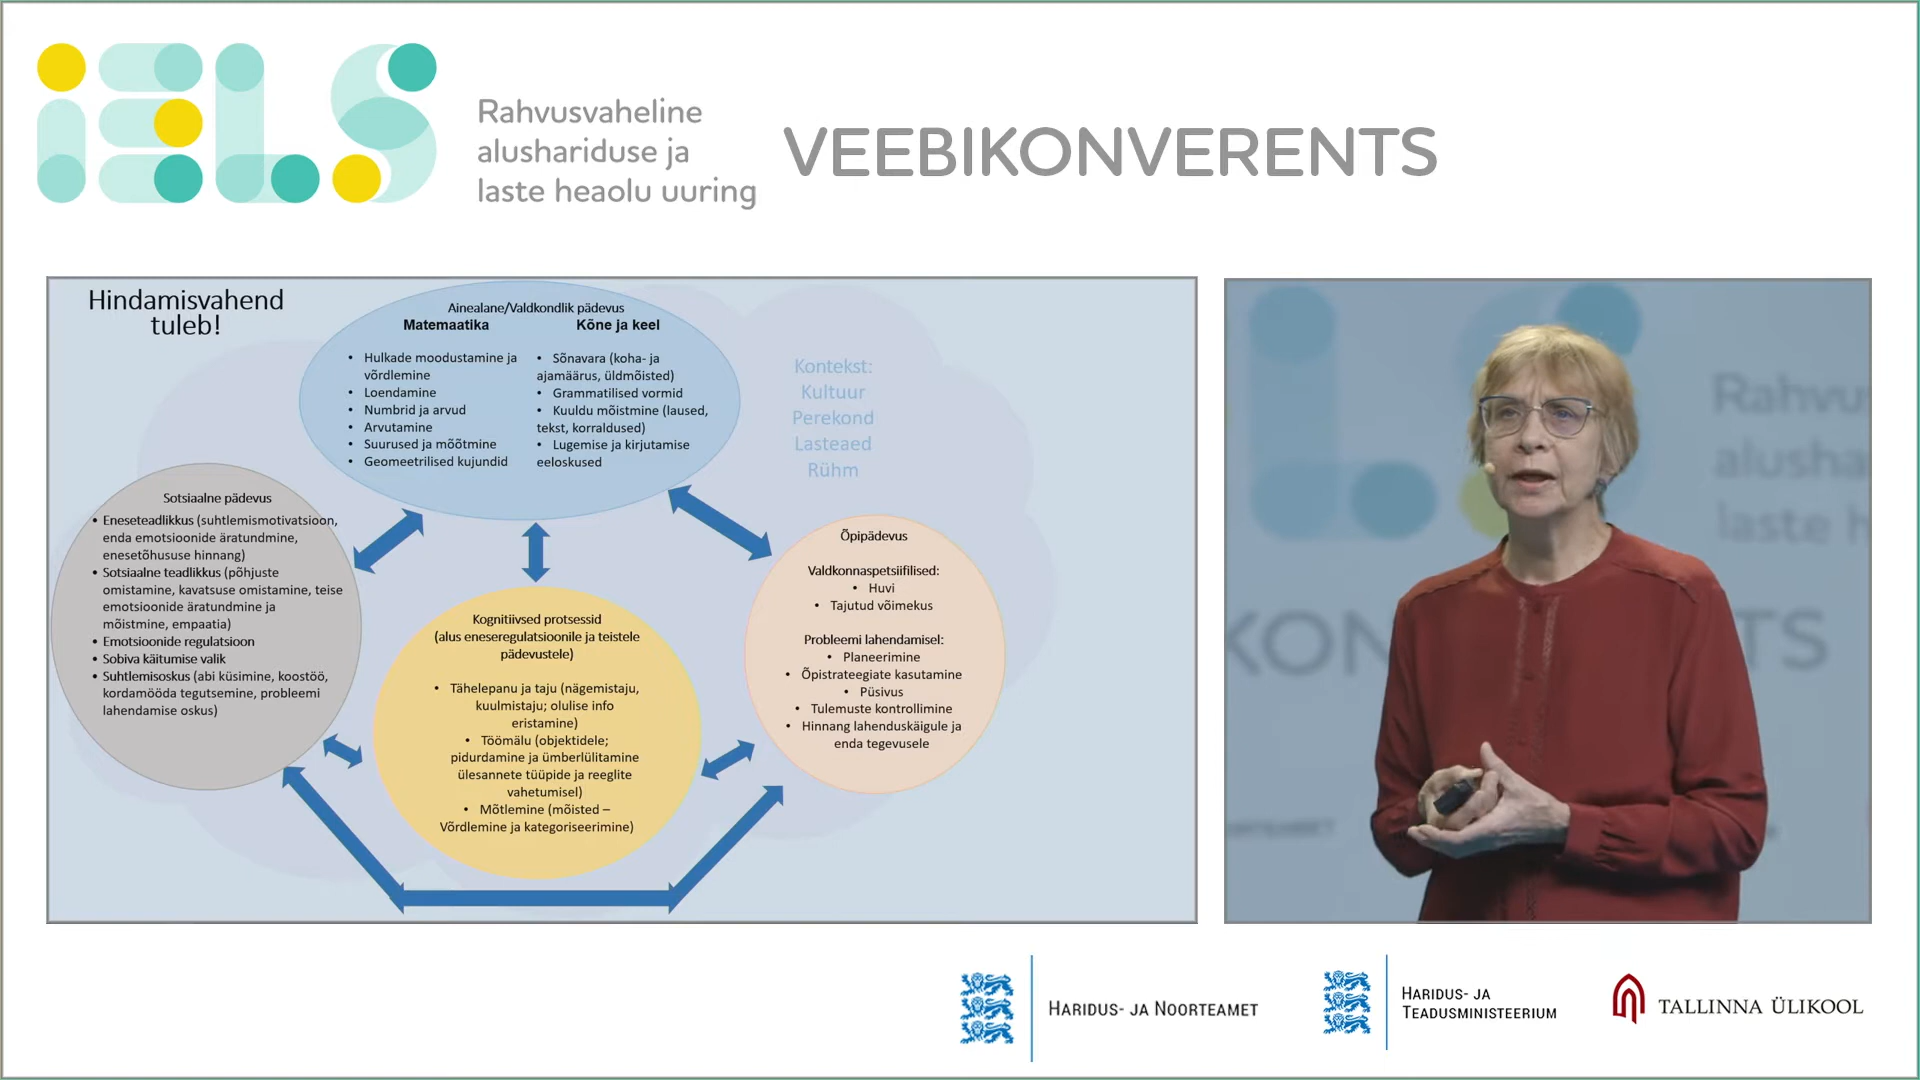 iELS
Rahvusvaheline
alushariduse ja
laste heaolu uuring
VEEBIKONVERENTS
Hindamisvahend
tuleb!
Ainealane/Valdkondlik pädevus
Matemaatika
• Hulkade moodustamine ja
võrdlemine
• Loendamine
• Numbrid ja arvud
• Arvutamine
• Suurused ja mõõtmine
• Geomeetrilised kujundid
Kõne ja keel
• Sõnavara (koha- ja
ajamäärus, üldmõisted)
• Grammatilised vormid
• Kuuldu mõistmine (laused,
tekst, korraldused)
• Lugemise ja kirjutamise
eeloskused
Kontekst:
Kultuur
Perekond
Lasteaed
Rühm
Sotsiaalne pädevus
• Eneseteadlikkus (suhtlemismotivatsioon,
enda emotsioonide äratundmine,
enesetõhususe hinnang)
• Sotsiaalne teadlikkus (põhjuste
omistamine, kavatsuse omistamine, teise
emotsioonide äratundmine ja
mõistmine, empaatia)
• Emotsioonide regulatsioon
• Sobiva käitumise valik
• Suhtlemisoskus (abi küsimine, koostöö,
kordamööda tegutsemine, probleemi
lahendamise oskus)
Kognitiivsed protsessid
(alus eneseregulatsioonile ja teistele
pädevustele)
• Tähelepanu ja taju (nägemistaju,
kuulmistaju; olulise info
eristamine)
• Töömälu (objektidele;
pidurdamine ja ümberlülitamine
ülesannete tüüpide ja reeglite
vahetumisel)
• Mõtlemine (mõisted –
Võrdlemine ja kategoriseerimine)
Õpipädevus
Valdkonnaspetsiifilised:
• Huvi
• Tajutud võimekus
Probleemi lahendamisel:
• Planeerimine
• Õpistrateegiate kasutamine
• Püsivus
• Tulemuste kontrollimine
• Hinnang lahenduskäigule ja
enda tegevusele
Rahvu
alusha
laste h
KON
TS
HARIDUS- JA NOORTEAMET
HARIDUS- JA
TEADUSMINISTEERIUM
TALLINNA ÜLIKOOL